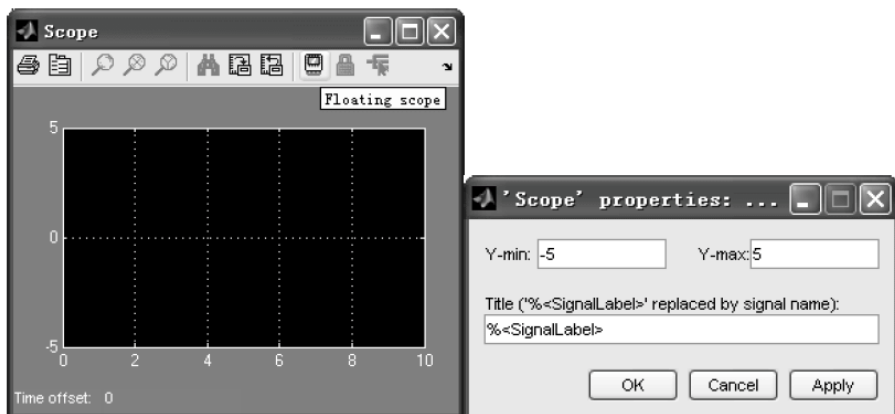 Scope
Floating scope
5
0
-5
0 2 4 6 8 10
Time offset: 0
'Scope' properties: ...
Y-min: -5 Y-max: 5
Title ('%<SignalLabel>' replaced by signal name):
%<SignalLabel>
OK Cancel Apply